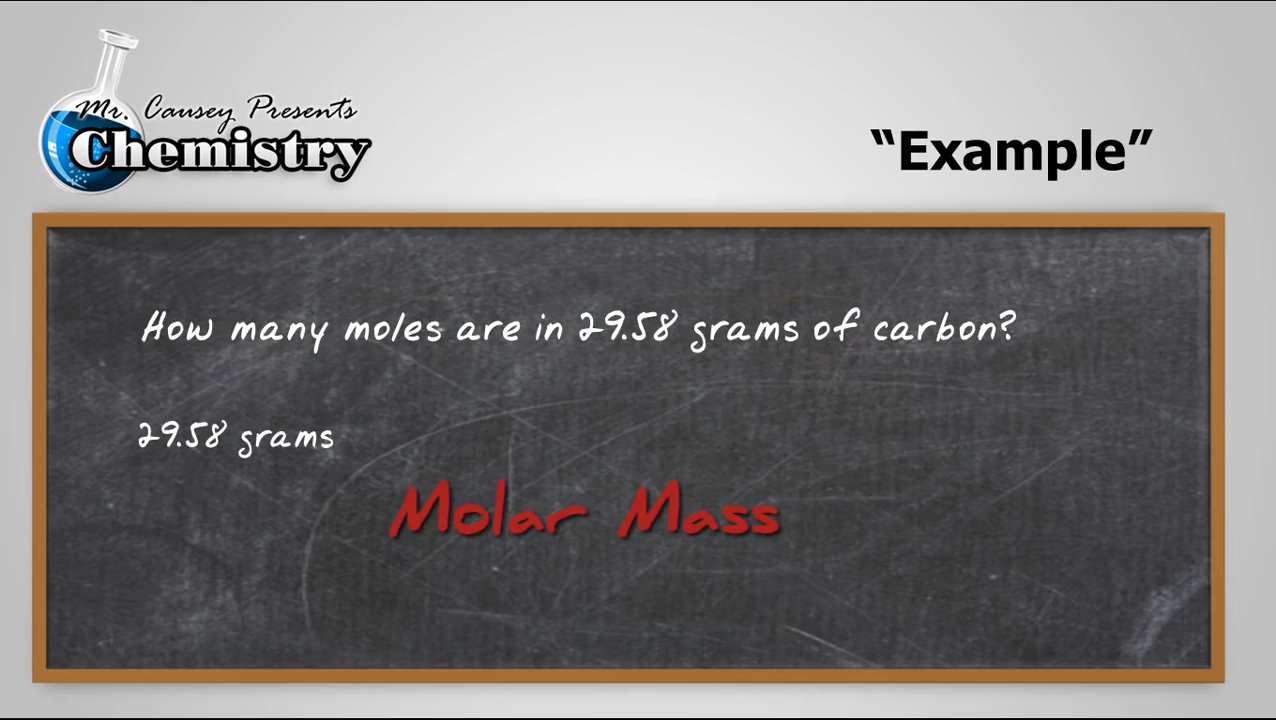 Mr. Causey Presents
Chemistry
“Example”
How many moles are in 29.58 grams of carbon?
29.58 grams
Molar Mass